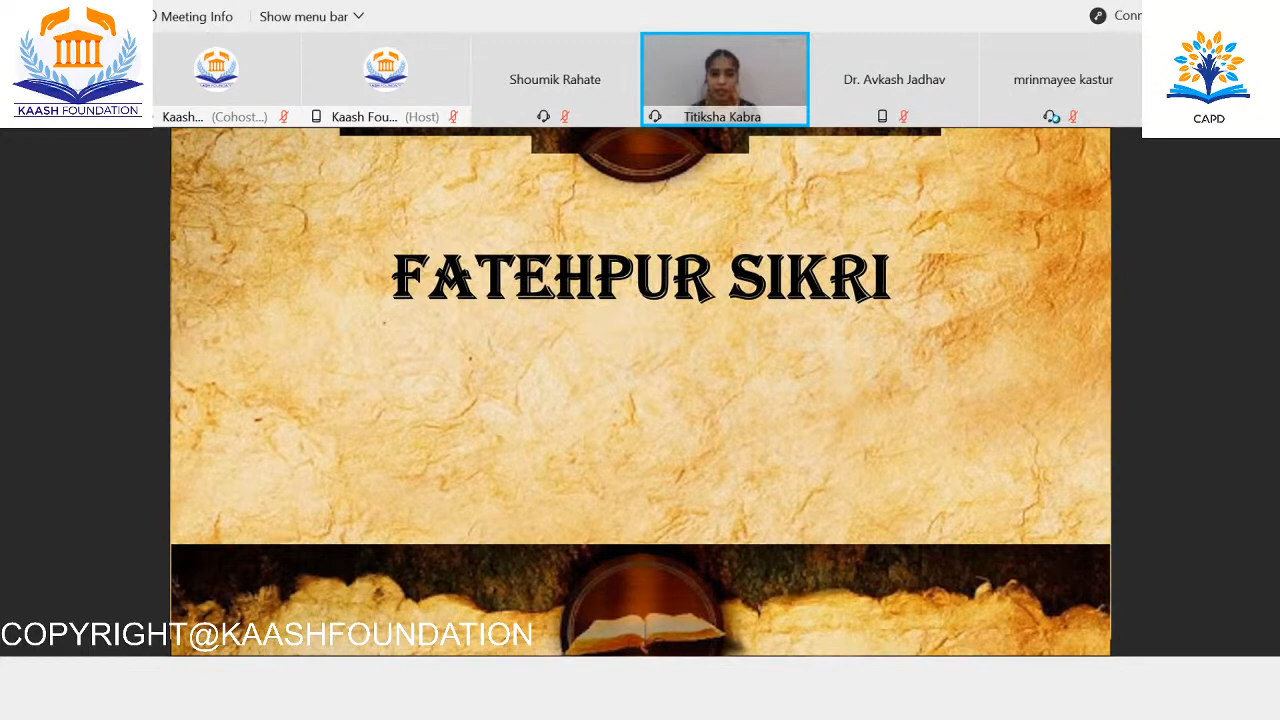 Meeting Info
Show menu bar
Conn
KAASH FOUNDATION
Kaash... (Cohost...)
Kaash Fou... (Host)
Shoumik Rahate
Titiksha Kabra
Dr. Avkash Jadhav
mrinmayee kastur
CAPD
FATEHPUR SIKRI
COPYRIGHT@KAASHFOUNDATION